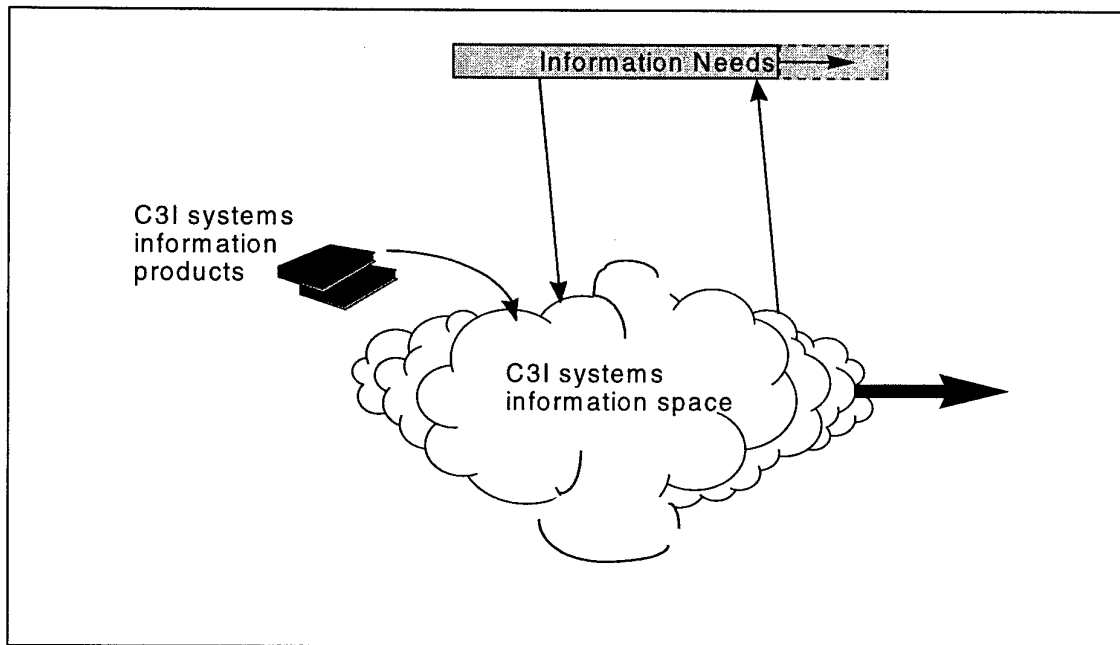 Information Needs
C3I systems
information
products
C3I systems
information space